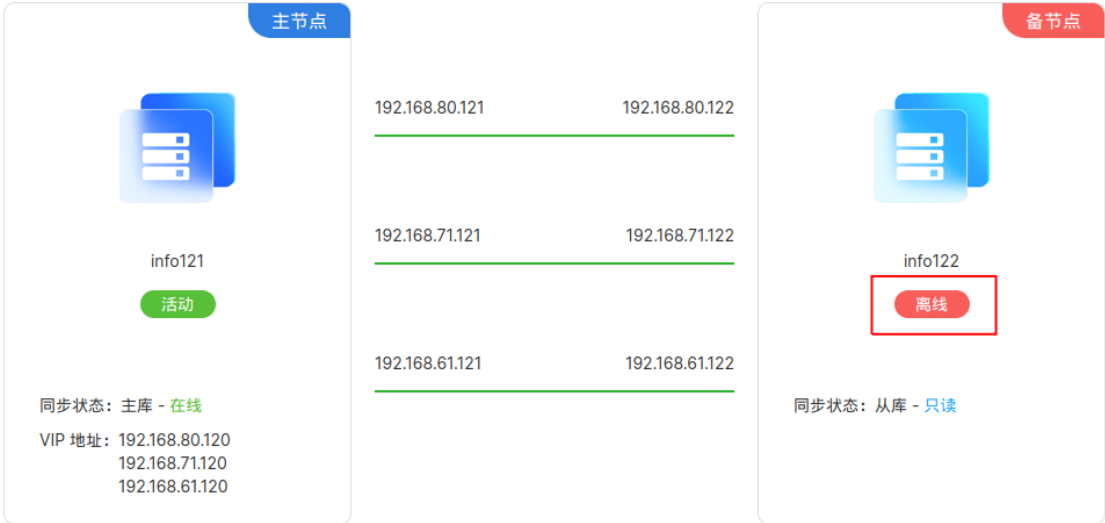 主节点
info121
活动
同步状态：主库 - 在线
VIP 地址：192.168.80.120
192.168.71.120
192.168.61.120
192.168.80.121 192.168.80.122
192.168.71.121 192.168.71.122
192.168.61.121 192.168.61.122
备节点
info122
离线
同步状态：从库 - 只读